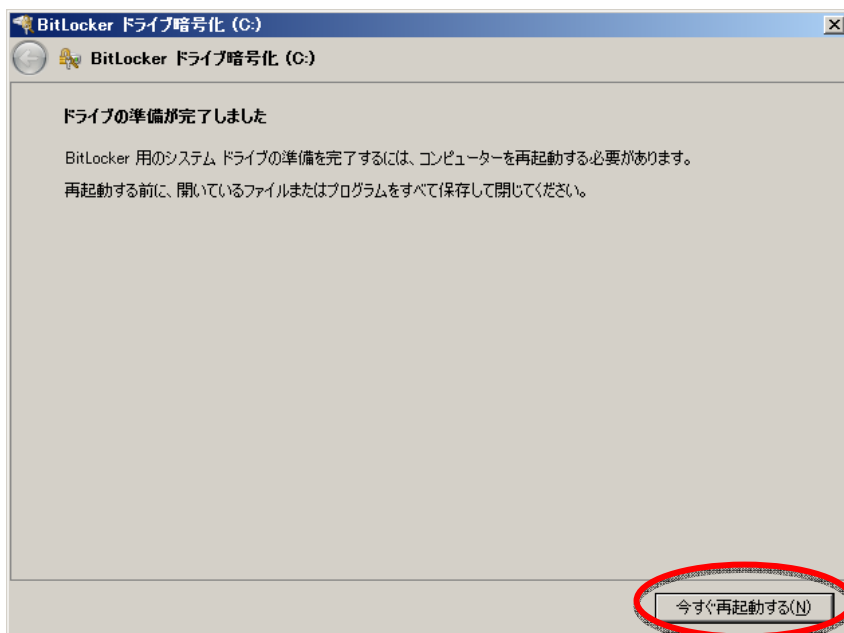 BitLocker ドライブ暗号化 (C:)
BitLocker ドライブ暗号化 (C:)
ドライブの準備が完了しました
BitLocker 用のシステム ドライブの準備を完了するには、コンピューターを再起動する必要があります。
再起動する前に、開いているファイルまたはプログラムをすべて保存して閉じてください。
今すぐ再起動する(N)